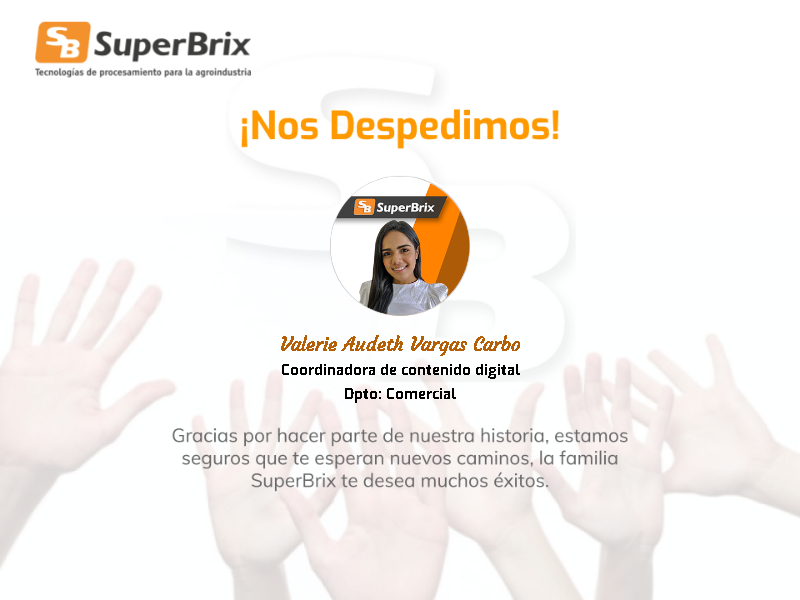 SB SuperBrix
Tecnologías de procesamiento para la agroindustria
¡Nos Despedimos!
SB SuperBrix
Valerie Audeth Vargas Carbo
Coordinadora de contenido digital
Dpto: Comercial
Gracias por hacer parte de nuestra historia, estamos
seguros que te esperan nuevos caminos, la familia
SuperBrix te desea muchos éxitos.